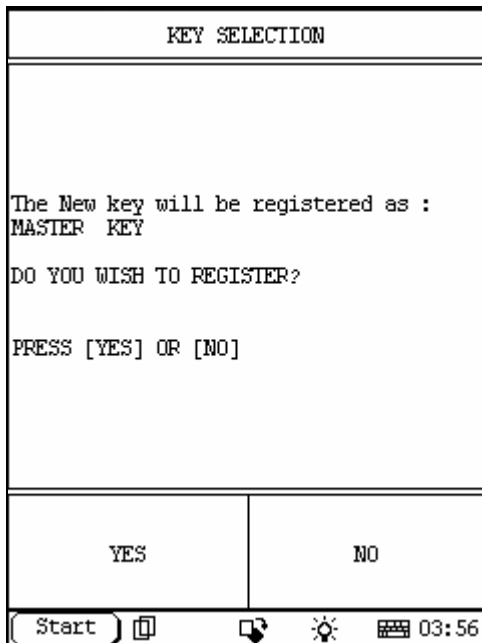 KEY SELECTION
The New key will be registered as :
MASTER KEY
DO YOU WISH TO REGISTER?
PRESS [YES] OR [NO]
YES NO
Start 03:56